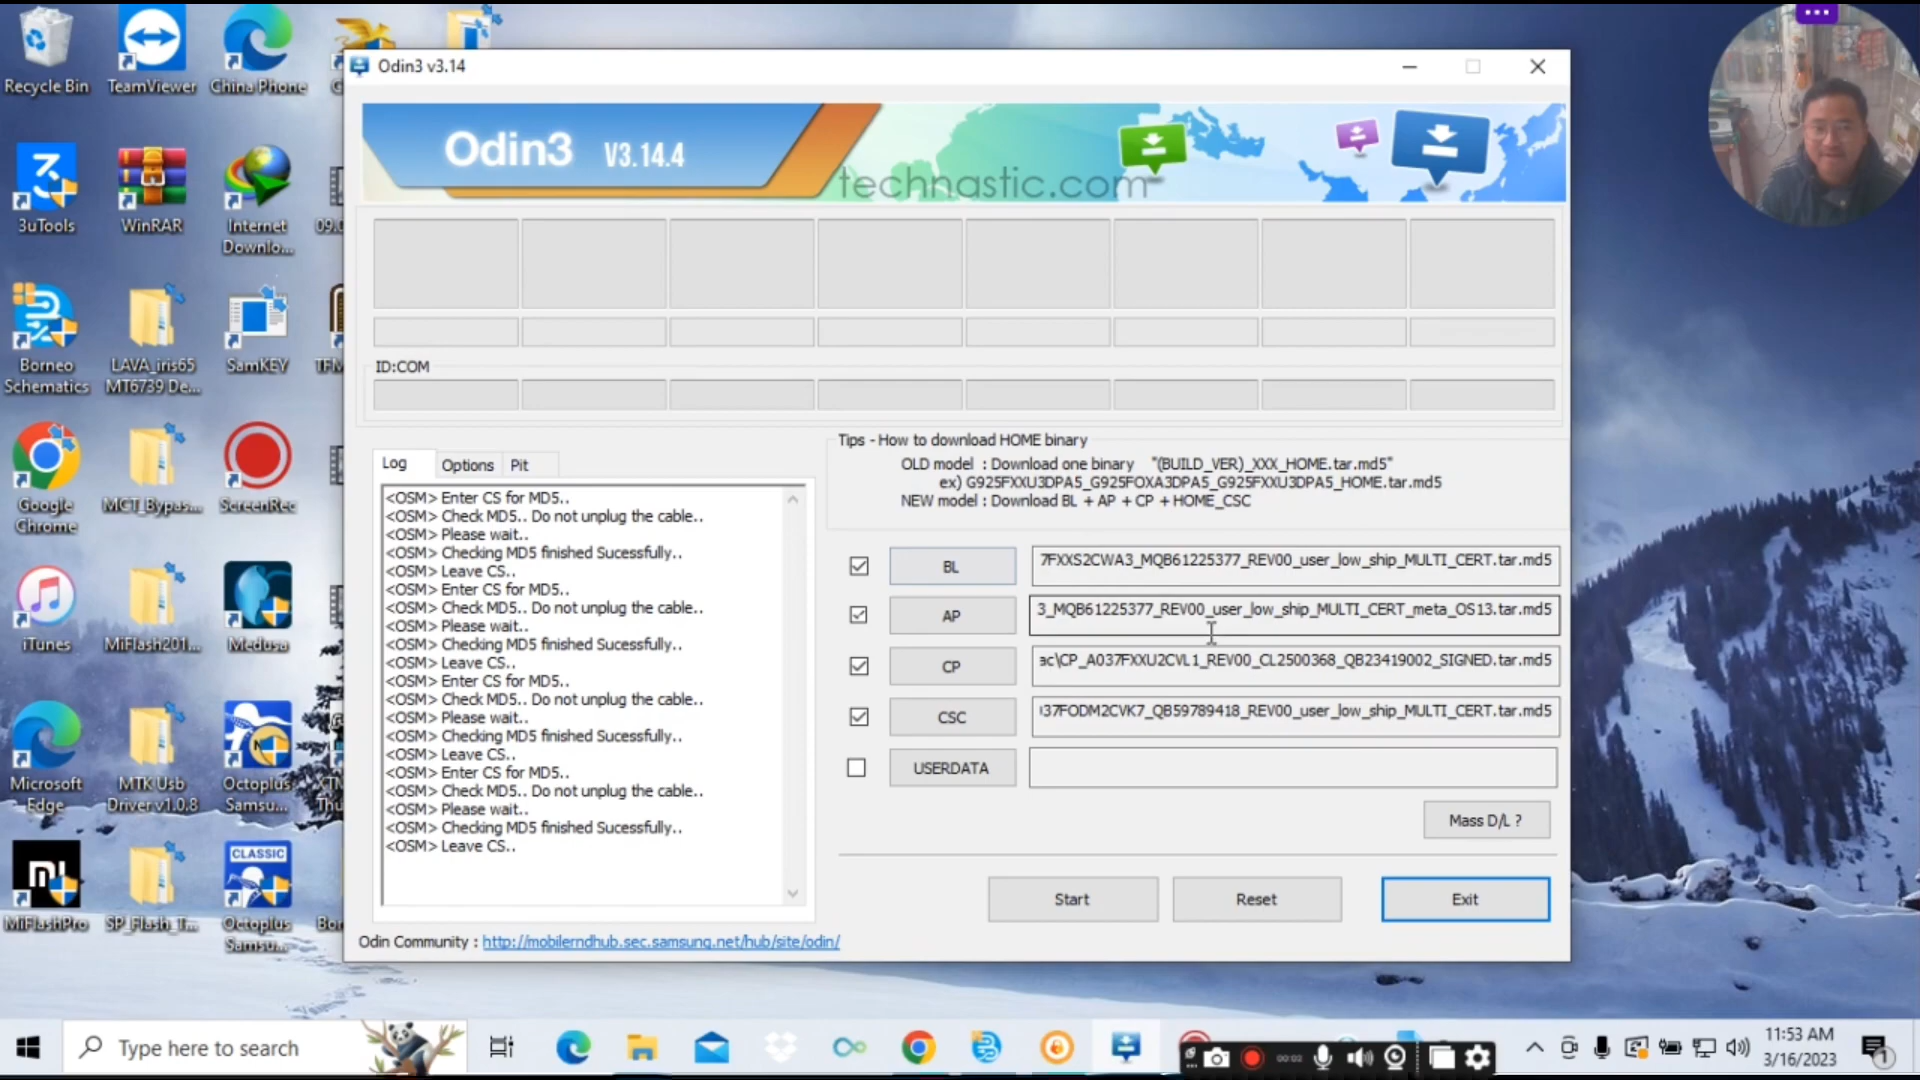 Odin3 v3.14
Odin3 V3.14.4
technastic.com
ID:COM
Log
Options
Pit
<OSM> Enter CS for MD5..
<OSM> Check MD5.. Do not unplug the cable..
<OSM> Please wait..
<OSM> Checking MD5 finished Sucessfully..
<OSM> Leave CS..
<OSM> Enter CS for MD5..
<OSM> Check MD5.. Do not unplug the cable..
<OSM> Please wait..
<OSM> Checking MD5 finished Sucessfully..
<OSM> Leave CS..
<OSM> Enter CS for MD5..
<OSM> Check MD5.. Do not unplug the cable..
<OSM> Please wait..
<OSM> Checking MD5 finished Sucessfully..
<OSM> Leave CS..
<OSM> Enter CS for MD5..
<OSM> Check MD5.. Do not unplug the cable..
<OSM> Please wait..
<OSM> Checking MD5 finished Sucessfully..
<OSM> Leave CS..
Tips - How to download HOME binary
OLD model : Download one binary "(BUILD_VER)_XXX_HOME.tar.md5"
ex) G925FXXU3DPA5_G925FOXA3DPA5_G925FXXU3DPA5_HOME.tar.md5
NEW model : Download BL + AP + CP + HOME_CSC
BL
7FXXS2CWA3_MQB61225377_REV00_user_low_ship_MULTI_CERT.tar.md5
AP
3_MQB61225377_REV00_user_low_ship_MULTI_CERT_meta_OS13.tar.md5
CP
ac\CP_A037FXXU2CVL1_REV00_CL2500368_QB23419002_SIGNED.tar.md5
CSC
37FODM2CVK7_QB59789418_REV00_user_low_ship_MULTI_CERT.tar.md5
USERDATA
Mass D/L ?
Start
Reset
Exit
Odin Community : http://mobilerndhub.sec.samsung.net/hub/site/odin/
Recycle Bin
TeamViewer
China Phone
3uTools
WinRAR
Internet
Downlo...
09.0
Borneo
Schematics
LAVA_iris65
MT6739 De...
SamKEY
TFM
Google
Chrome
MCT_Bypas...
ScreenRec
iTunes
MiFlash201...
Medusa
Microsoft
Edge
MTK Usb
Driver v1.0.8
Octoplus
Samsu...
CLASSIC
MiFlashPro
SP_Flash_T...
Octoplus
Samsu...
Type here to search
00:02
11:53 AM
3/16/2023
1